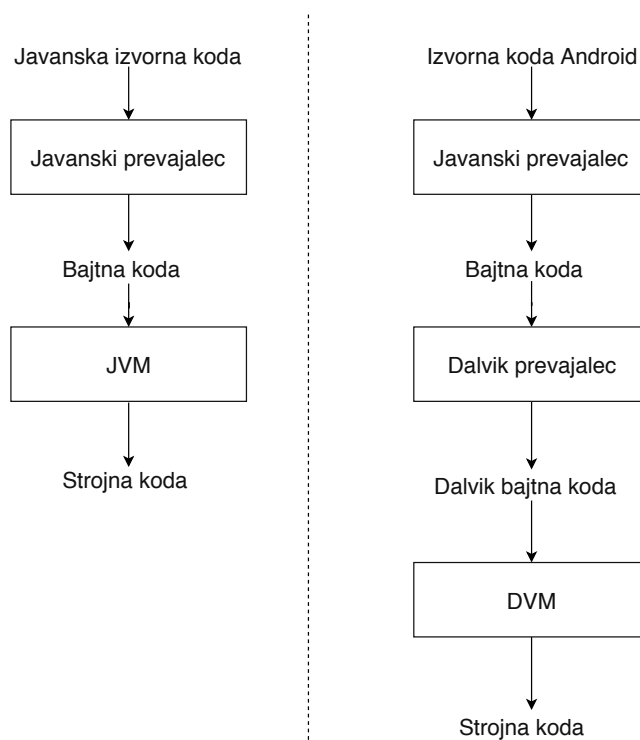 Javanska izvorna koda
Javanski prevajalec
Bajtna koda
JVM
Strojna koda
Izvorna koda Android
Javanski prevajalec
Bajtna koda
Dalvik prevajalec
Dalvik bajtna koda
DVM
Strojna koda